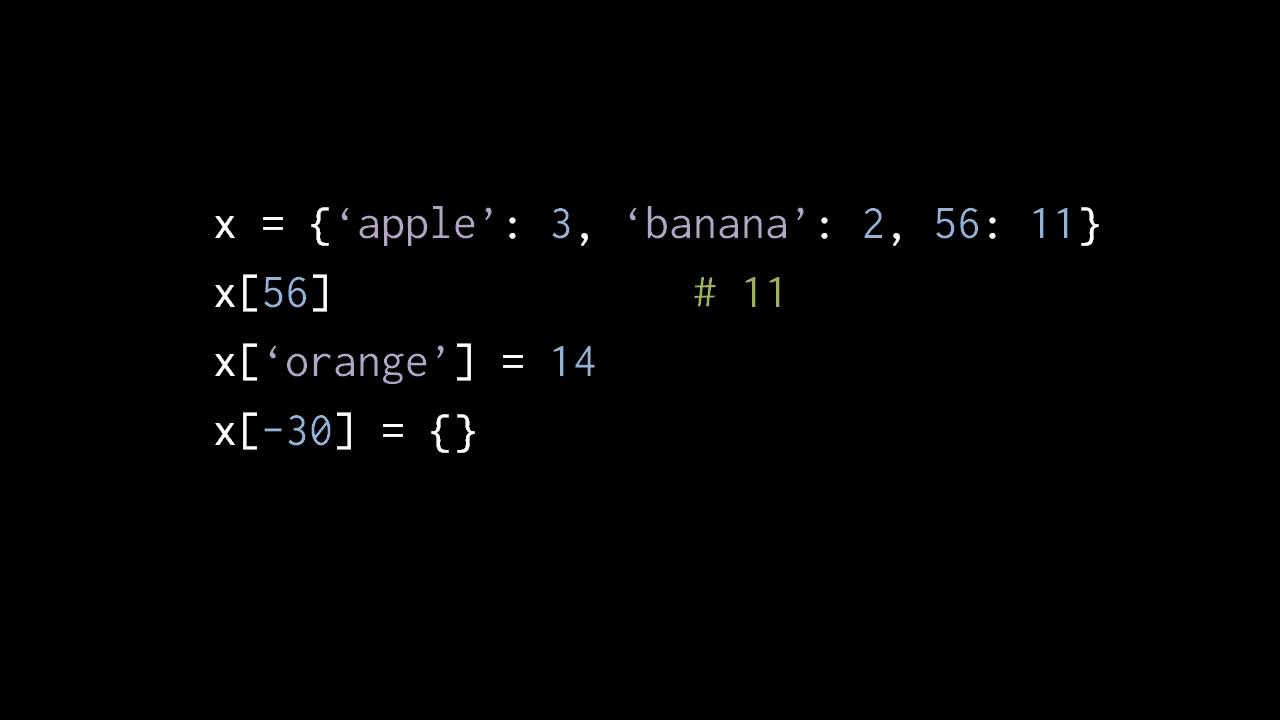 x = {‘apple’: 3, ‘banana’: 2, 56: 11}
x[56]               # 11
x[‘orange’] = 14
x[-30] = {}